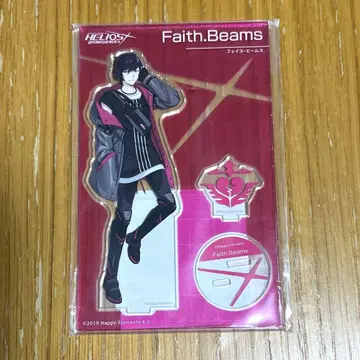 HELIOS
Faith.Beams
フェイス・ビームス
Faith.Beams
©2019 Happy Elements K.K